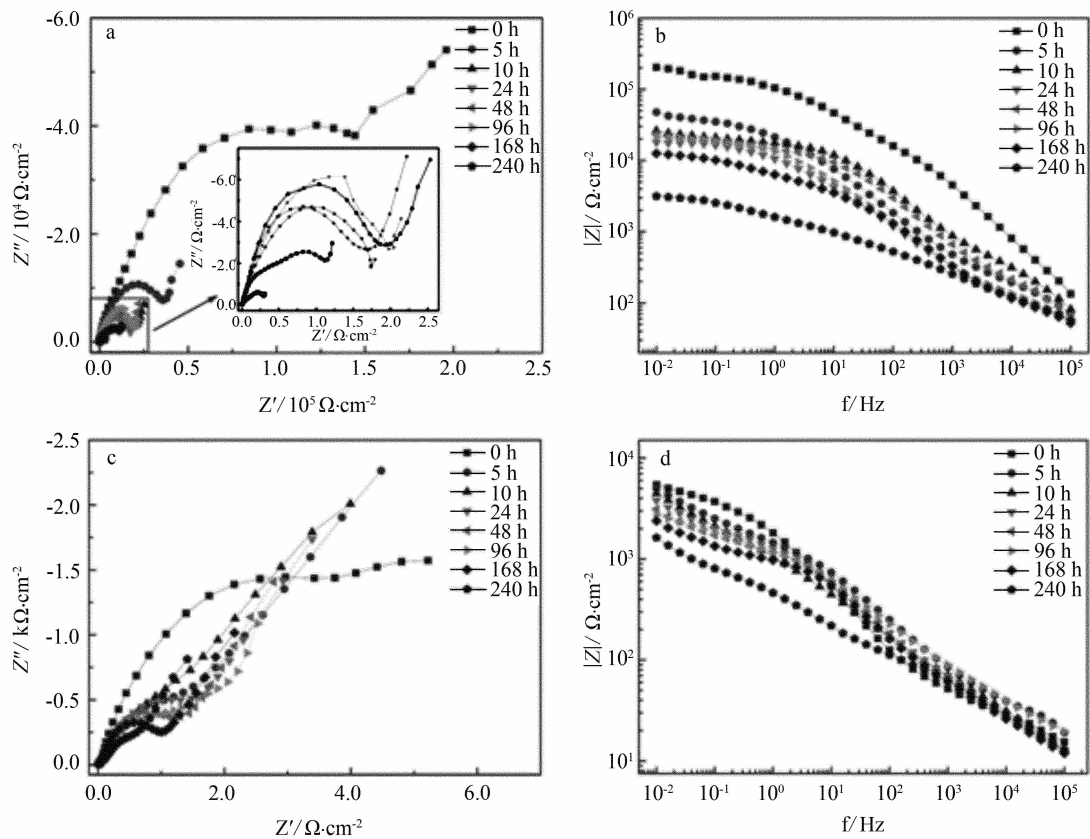 a
-6.0
-4.0
-2.0
0.0
Z″/ 10⁴ Ω·cm⁻²
0.0
0.5
1.0
1.5
2.0
2.5
Z′/ 10⁵ Ω·cm⁻²
0 h
5 h
10 h
24 h
48 h
96 h
168 h
240 h
-6.0
-4.0
-2.0
0.0
Z″/ Ω·cm⁻²
0.0
0.5
1.0
1.5
2.0
2.5
Z′/ Ω·cm⁻²
b
10⁶
10⁵
10⁴
10³
10²
|Z|/ Ω·cm⁻²
10⁻²
10⁻¹
10⁰
10¹
10²
10³
10⁴
10⁵
f/ Hz
0 h
5 h
10 h
24 h
48 h
96 h
168 h
240 h
c
-2.5
-2.0
-1.5
-1.0
-0.5
0.0
Z″/ kΩ·cm⁻²
0.0
2.0
4.0
6.0
Z′/ Ω·cm⁻²
0 h
5 h
10 h
24 h
48 h
96 h
168 h
240 h
d
10⁴
10³
10²
10¹
|Z|/ Ω·cm⁻²
10⁻²
10⁻¹
10⁰
10¹
10²
10³
10⁴
10⁵
f/ Hz
0 h
5 h
10 h
24 h
48 h
96 h
168 h
240 h